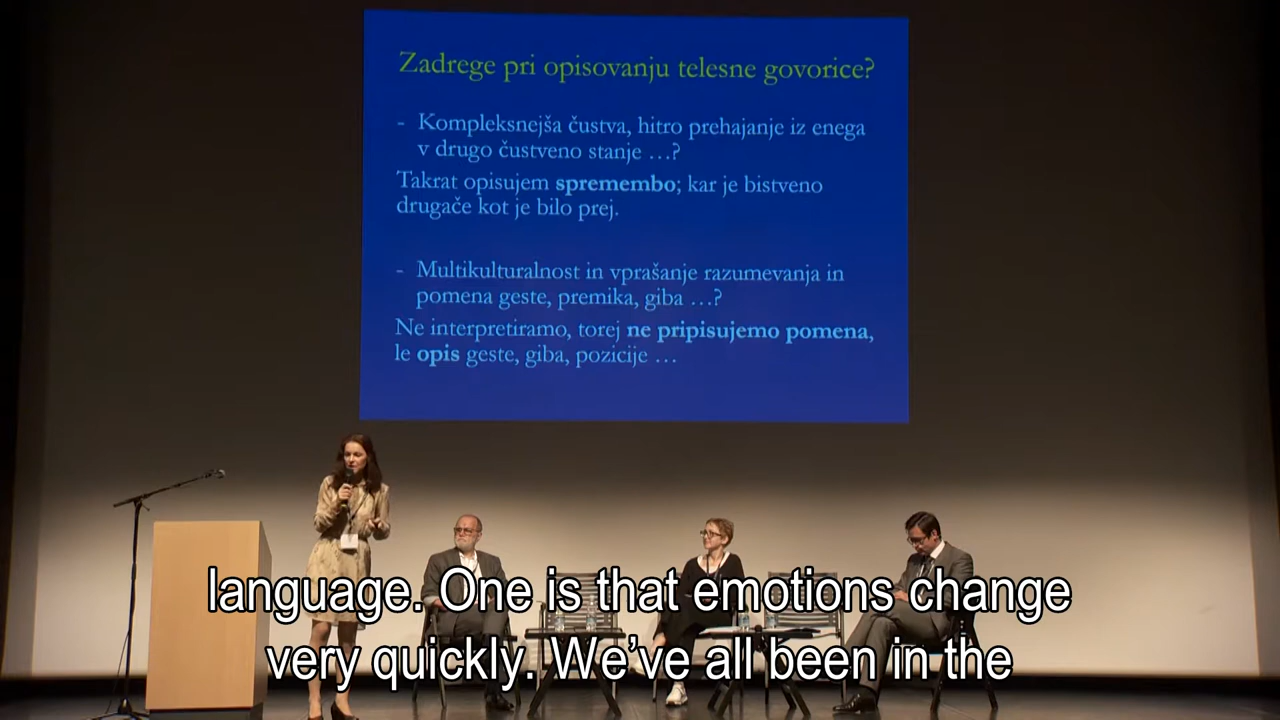 Zadrege pri opisovanju telesne govorice?
- Kompleksnejša čustva, hitro prehajanje iz enega
v drugo čustveno stanje …?
Takrat opisujem spremembo; kar je bistveno
drugače kot je bilo prej.
- Multikulturalnost in vprašanje razumevanja in
pomena geste, premika, giba …?
Ne interpretiramo, torej ne pripisujemo pomena,
le opis geste, giba, pozicije …
language. One is that emotions change
very quickly. We’ve all been in the